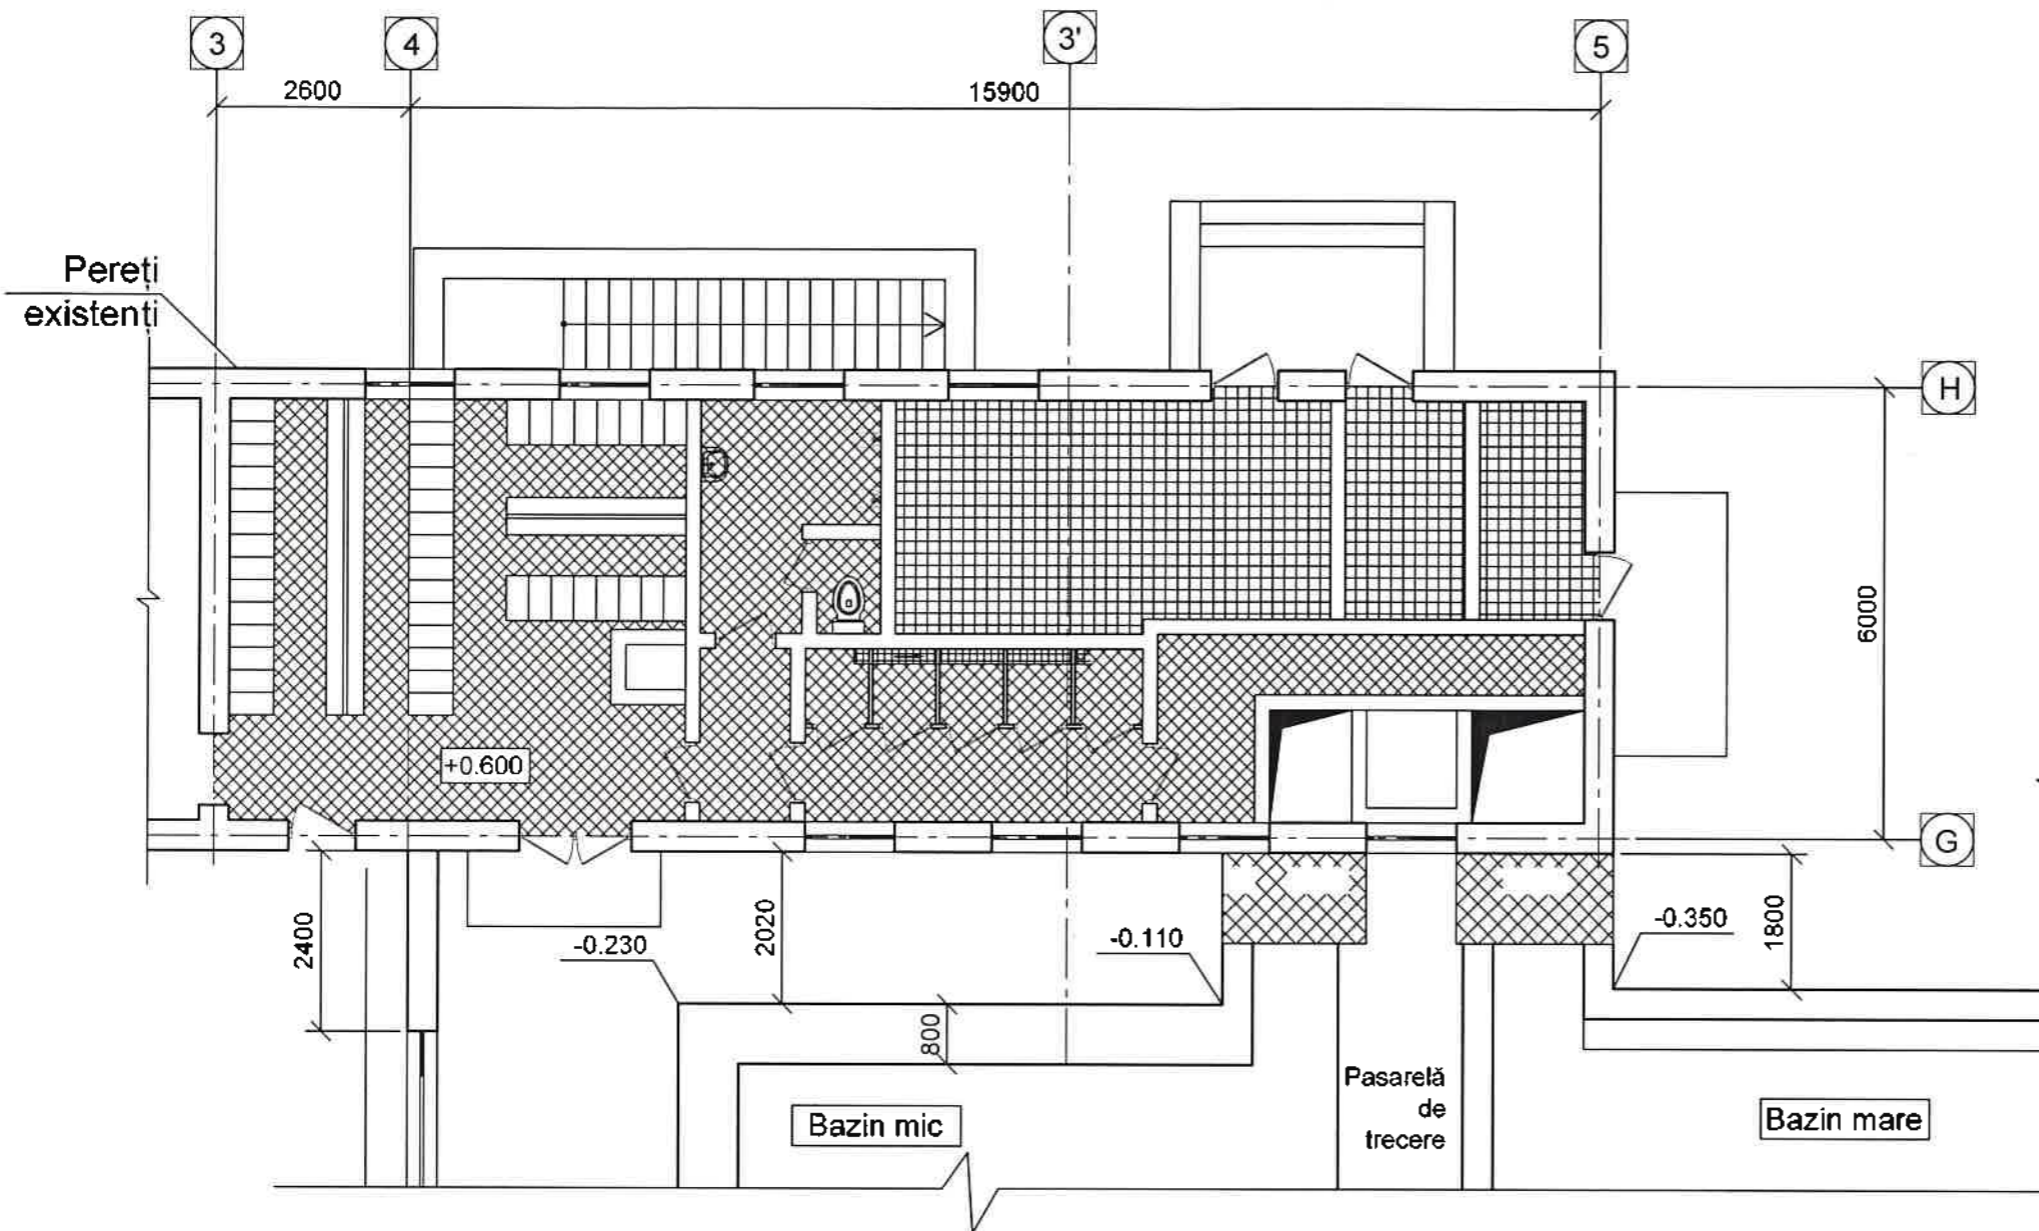 3
4
3'
5
2600
15900
Pereți
existenți
H
6000
+0.600
G
2400
2020
-0.230
-0.110
-0.350
1800
800
Pasarelă
de
trecere
Bazin mic
Bazin mare